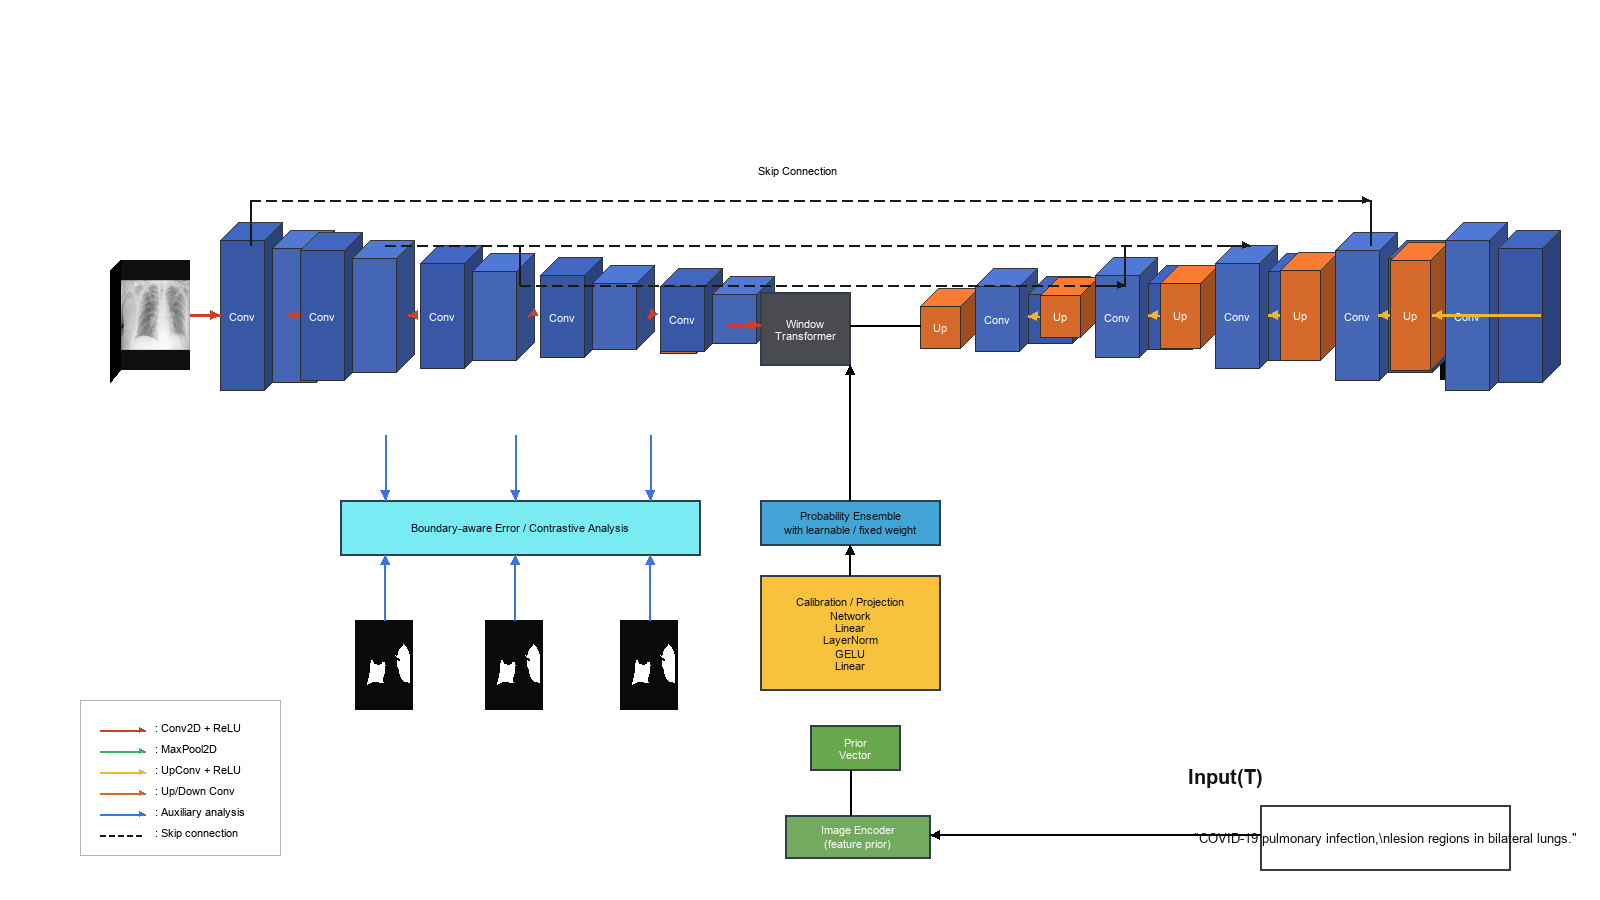 Skip Connection
Conv
Conv
Conv
Conv
Conv
Window
Transformer
Up
Conv
Up
Conv
Up
Conv
Up
Conv
Up
Conv
Boundary-aware Error / Contrastive Analysis
Probability Ensemble
with learnable / fixed weight
Calibration / Projection
Network
Linear
LayerNorm
GELU
Linear
Prior
Vector
Image Encoder
(feature prior)
Input(T)
"COVID-19 pulmonary infection,\nlesion regions in bilateral lungs."
: Conv2D + ReLU
: MaxPool2D
: UpConv + ReLU
: Up/Down Conv
: Auxiliary analysis
: Skip connection